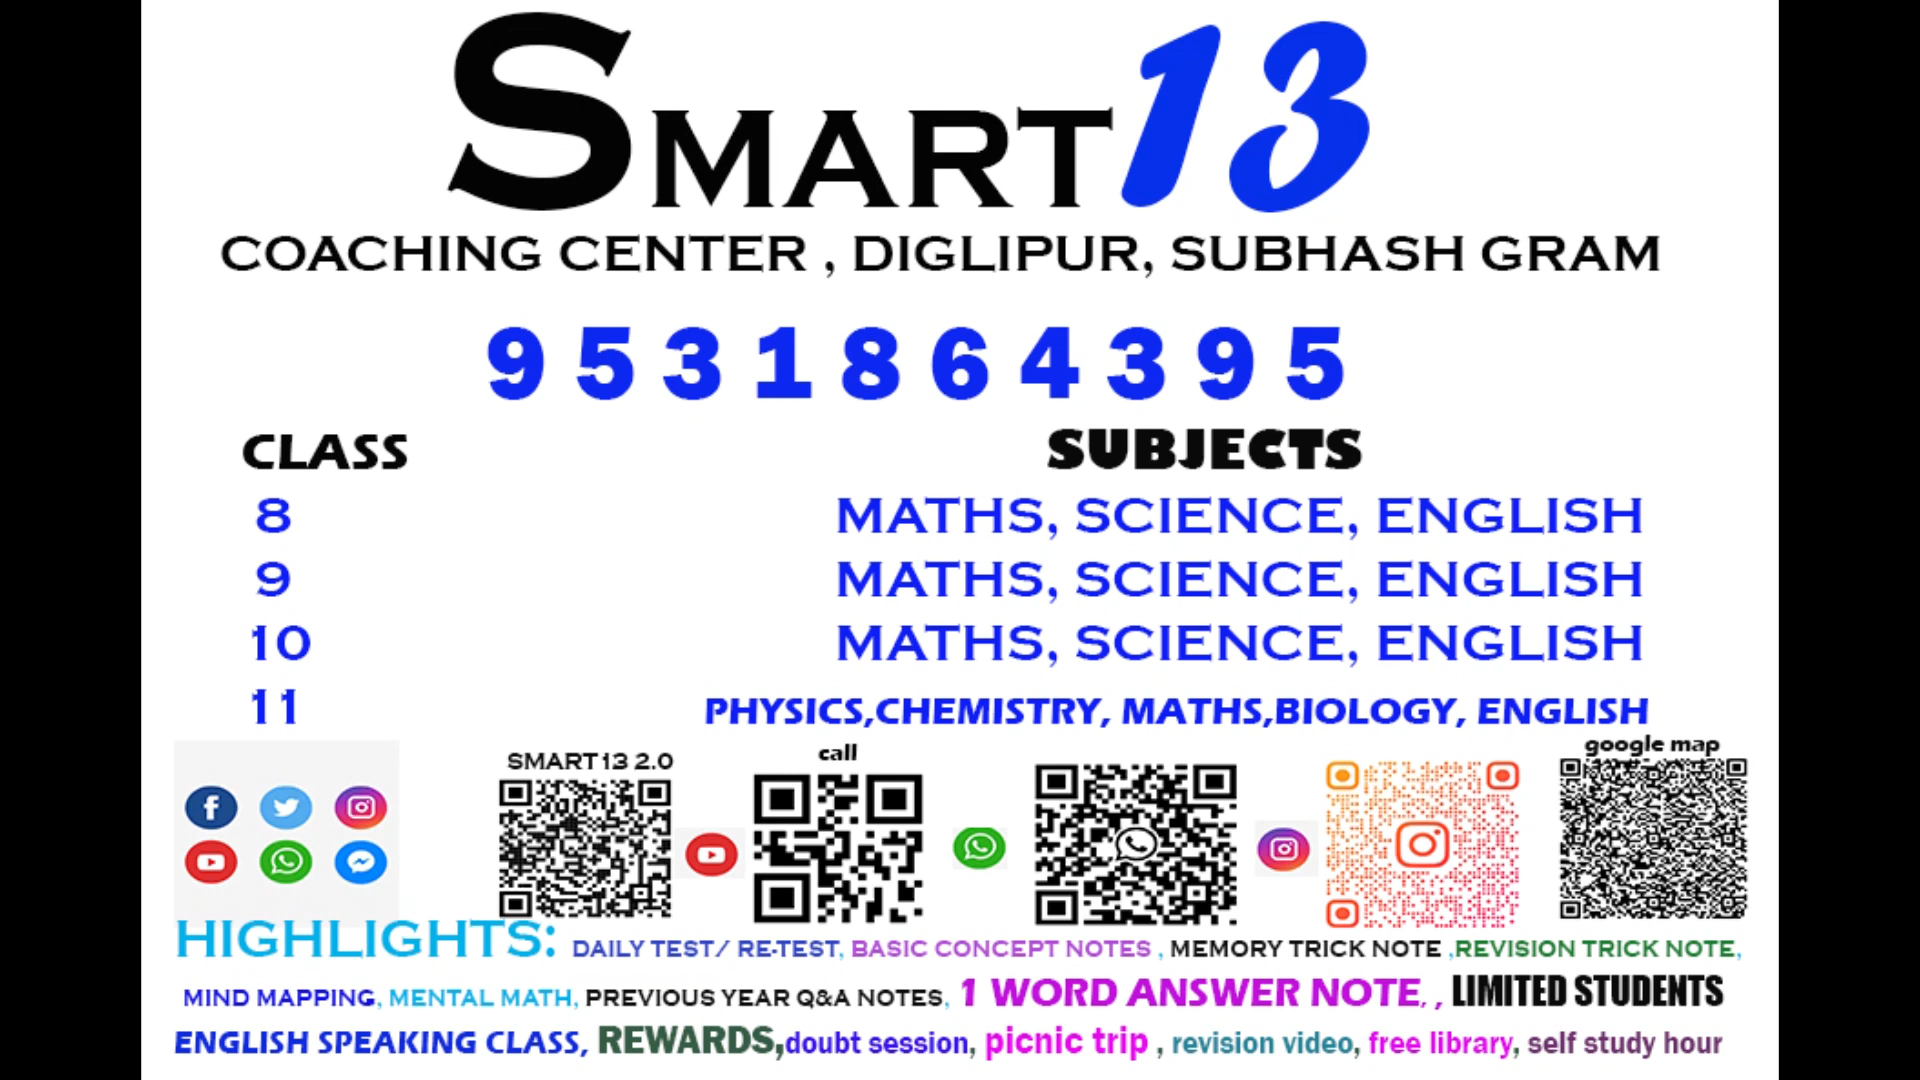 SMART13
COACHING CENTER , DIGLIPUR, SUBHASH GRAM
9 5 3 1 8 6 4 3 9 5
CLASS SUBJECTS
8 MATHS, SCIENCE, ENGLISH
9 MATHS, SCIENCE, ENGLISH
10 MATHS, SCIENCE, ENGLISH
11 PHYSICS,CHEMISTRY, MATHS,BIOLOGY, ENGLISH
SMART13 2.0 call google map
HIGHLIGHTS: DAILY TEST/ RE-TEST, BASIC CONCEPT NOTES , MEMORY TRICK NOTE ,REVISION TRICK NOTE,
MIND MAPPING, MENTAL MATH, PREVIOUS YEAR Q&A NOTES, 1 WORD ANSWER NOTE, , LIMITED STUDENTS
ENGLISH SPEAKING CLASS, REWARDS,doubt session, picnic trip , revision video, free library, self study hour